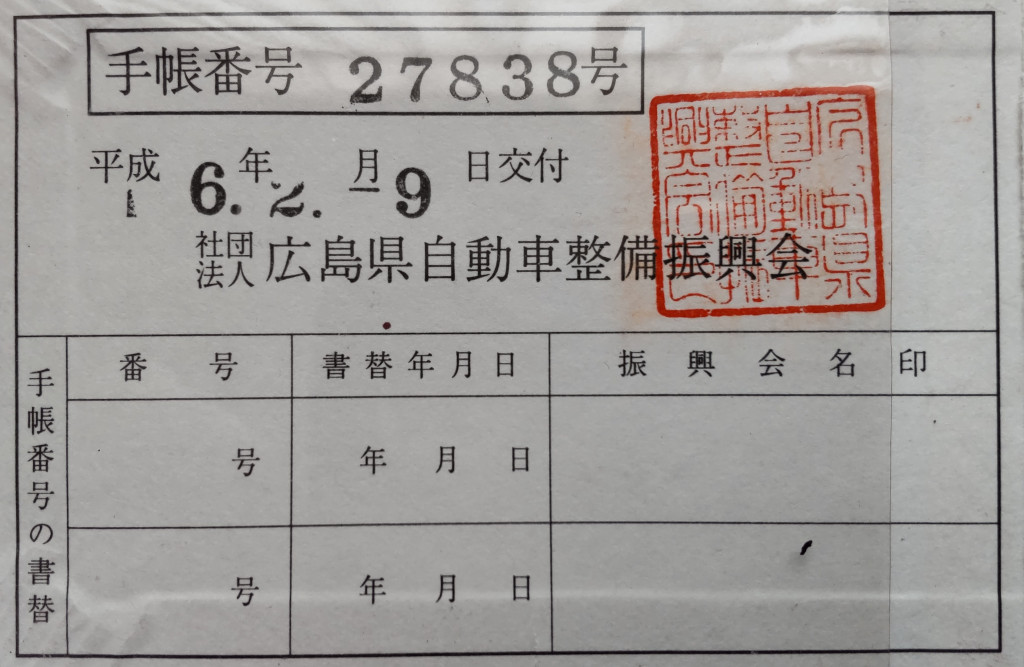 手帳番号 27838号
平成 6.年 2.月 -9 日交付
社団法人 広島県自動車整備振興会
手帳番号の書替
番号 書替年月日 振興会名印
号 年 月 日
号 年 月 日